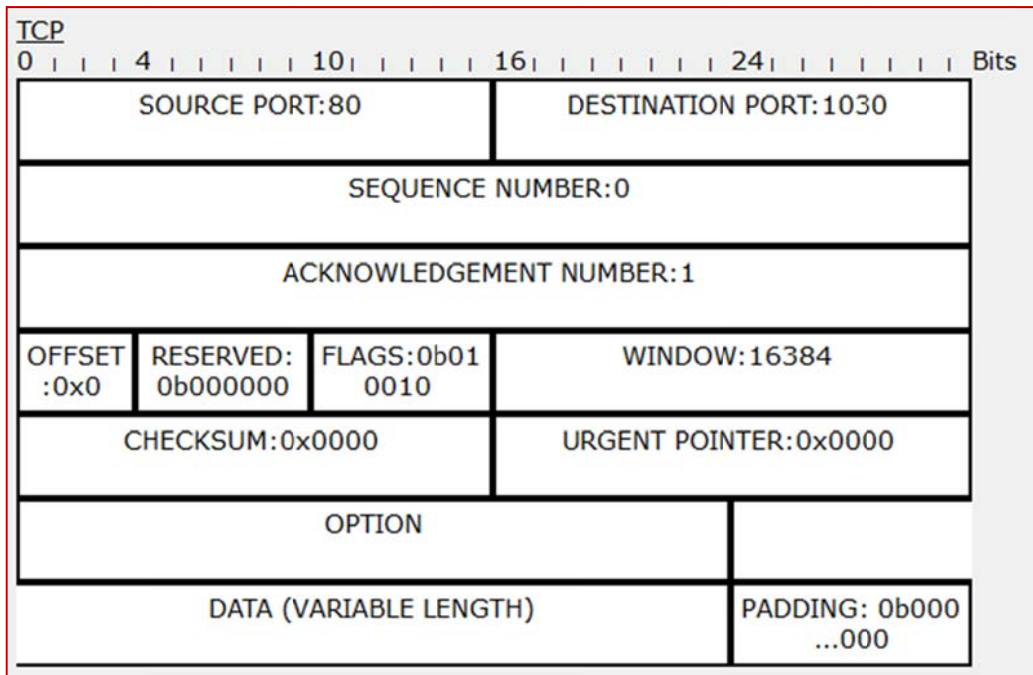 TCP
0 4 10 16 24 Bits
SOURCE PORT:80 DESTINATION PORT:1030
SEQUENCE NUMBER:0
ACKNOWLEDGEMENT NUMBER:1
OFFSET RESERVED: FLAGS:0b01 WINDOW:16384
:0x0 0b000000 0010
CHECKSUM:0x0000 URGENT POINTER:0x0000
OPTION
DATA (VARIABLE LENGTH) PADDING: 0b000
...000